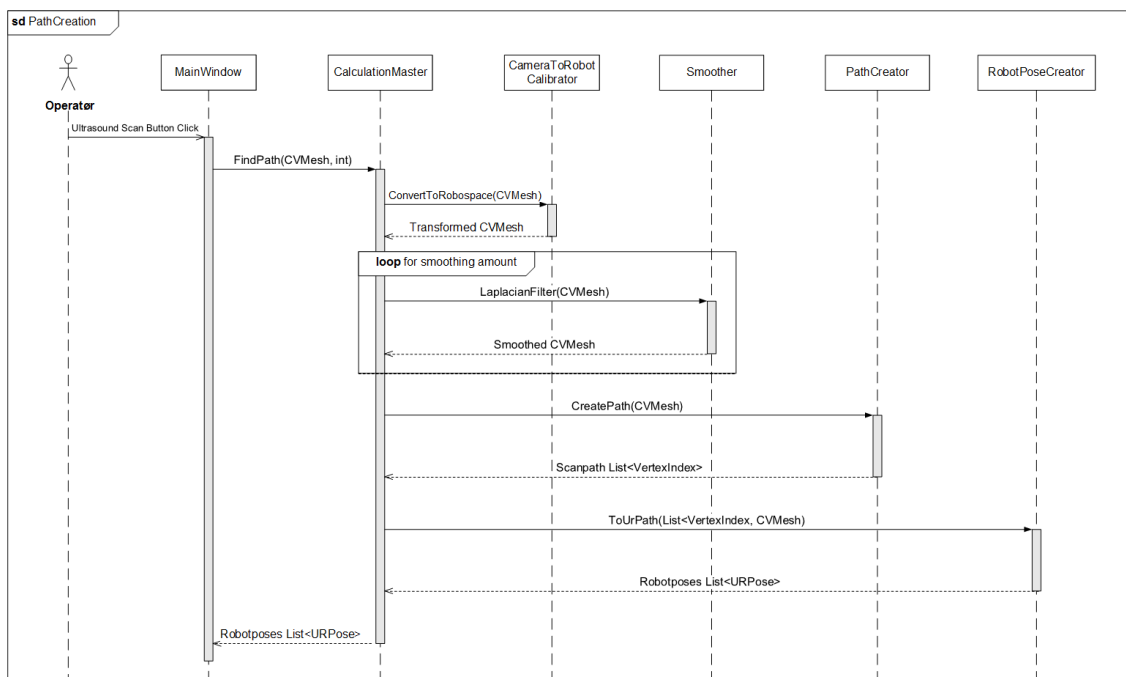 sd PathCreation
Operatør
MainWindow
CalculationMaster
CameraToRobot
Calibrator
Smoother
PathCreator
RobotPoseCreator
Ultrasound Scan Button Click
FindPath(CVMesh, int)
ConvertToRobospace(CVMesh)
Transformed CVMesh
loop for smoothing amount
LaplacianFilter(CVMesh)
Smoothed CVMesh
CreatePath(CVMesh)
Scanpath List<VertexIndex>
ToUrPath(List<VertexIndex, CVMesh)
Robotposes List<URPose>
Robotposes List<URPose>